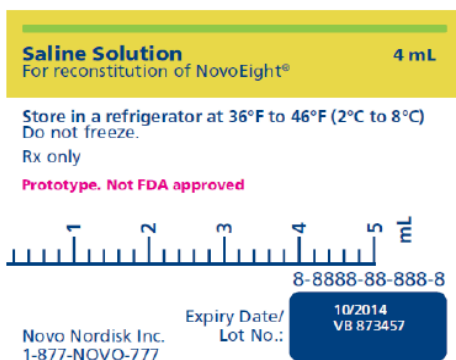 Saline Solution 4 mL
For reconstitution of NovoEight®
Store in a refrigerator at 36°F to 46°F (2°C to 8°C)
Do not freeze.
Rx only
Prototype. Not FDA approved
1 2 3 4 5 mL
8-8888-88-888-8
Expiry Date/ 10/2014
Lot No.: VB 873457
Novo Nordisk Inc.
1-877-NOVO-777